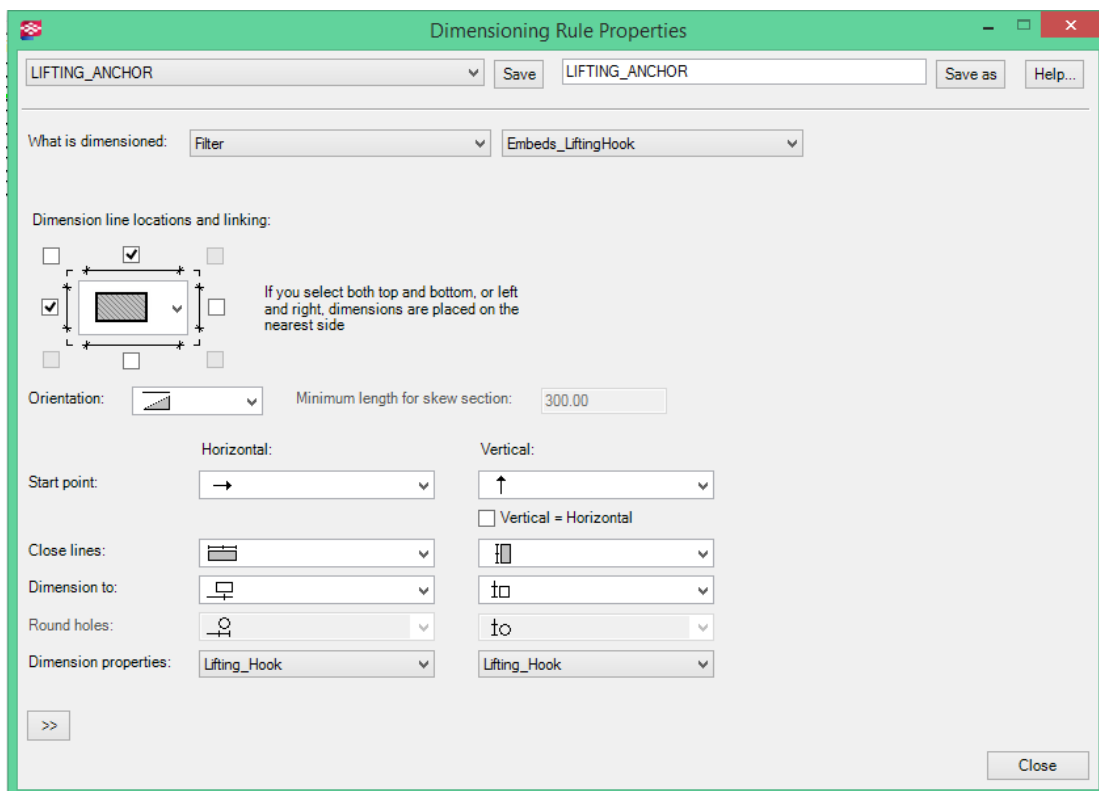 Dimensioning Rule Properties
LIFTING_ANCHOR Save LIFTING_ANCHOR Save as Help...
What is dimensioned: Filter Embeds_LiftingHook
Dimension line locations and linking:
If you select both top and bottom, or left
and right, dimensions are placed on the
nearest side
Orientation: Minimum length for skew section: 300.00
Horizontal: Vertical:
Start point:
Vertical = Horizontal
Close lines:
Dimension to:
Round holes:
Dimension properties: Lifting_Hook Lifting_Hook
>>
Close